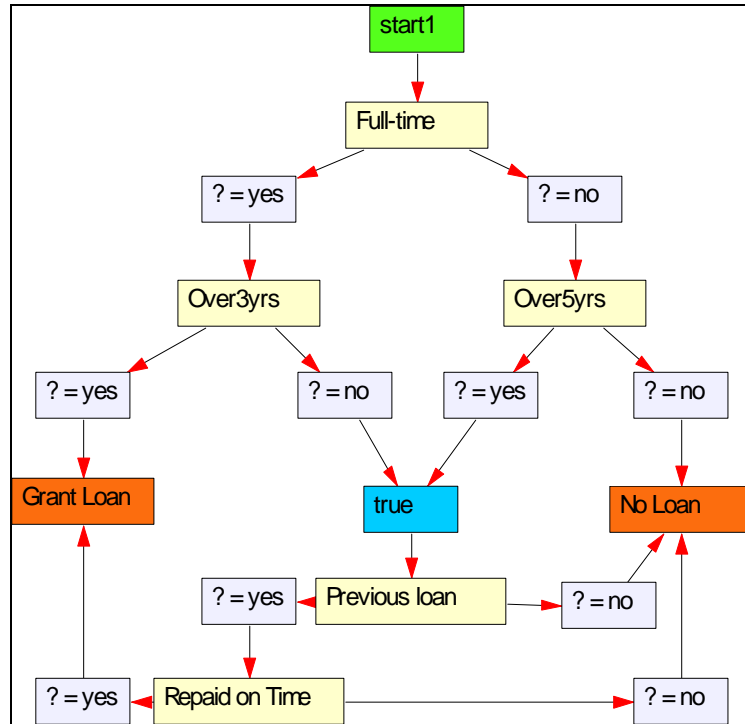 start1
Full-time
? = yes
? = no
Over3yrs
Over5yrs
? = yes
? = no
? = yes
? = no
Grant Loan
true
No Loan
? = yes
Previous loan
? = no
? = yes
Repaid on Time
? = no